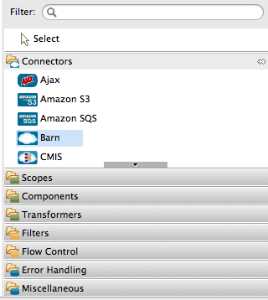 Filter:
Select
Connectors
Ajax
Amazon S3
Amazon SQS
Barn
CMIS
Scopes
Components
Transformers
Filters
Flow Control
Error Handling
Miscellaneous